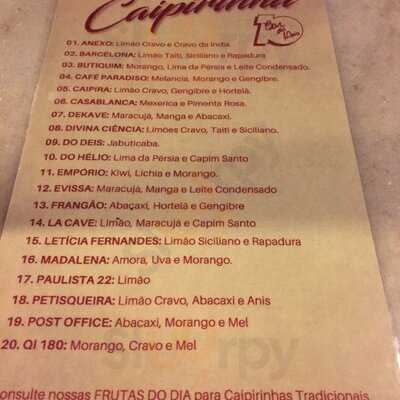 Caipirinha
01. ANEXO: Limão Cravo e Cravo da Índia
02. BARCELONA: Limão Taiti, Siciliano e Rapadura
03. BUTIQUIM: Morango, Lima da Pérsia e Leite Condensado.
04. CAFÉ PARADISO: Melancia, Morango e Gengibre.
05. CAIPIRA: Limão Cravo, Gengibre e Hortelã.
06. CASABLANCA: Mexerica e Pimenta Rosa.
07. DEKAVE: Maracujá, Manga e Abacaxi.
08. DIVINA CIÊNCIA: Limões Cravo, Taiti e Siciliano.
09. DO DEIS: Jabuticaba.
10. DO HÉLIO: Lima da Pérsia e Capim Santo
11. EMPÓRIO: Kiwi, Lichia e Morango.
12. EVISSA: Maracujá, Manga e Leite Condensado
13. FRANGÃO: Abacaxi, Hortelã e Gengibre
14. LA CAVE: Limão, Maracujá e Capim Santo
15. LETÍCIA FERNANDES: Limão Siciliano e Rapadura
16. MADALENA: Amora, Uva e Morango.
17. PAULISTA 22: Limão
18. PETISQUEIRA: Limão Cravo, Abacaxi e Anis
19. POST OFFICE: Abacaxi, Morango e Mel
20. QI 180: Morango, Cravo e Mel
onsulte nossas FRUTAS DO DIA para Caipirinhas Tradicionais